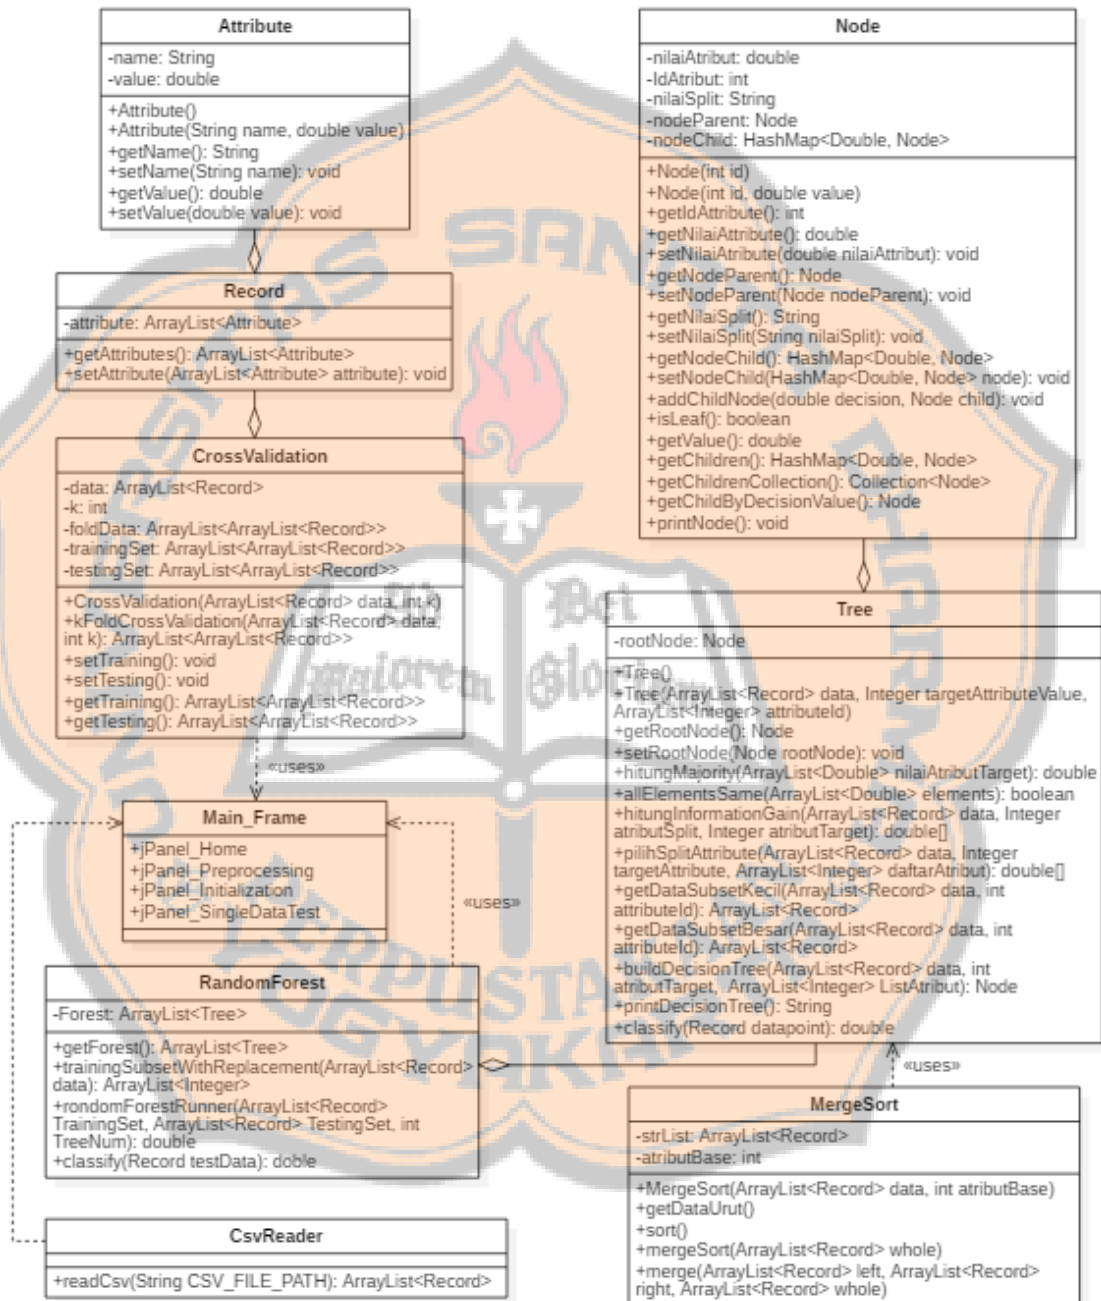 Attribute
-name: String
-value: double
+Attribute()
+Attribute(String name, double value)
+getName(): String
+setName(String name): void
+getValue(): double
+setValue(double value): void
Record
-attribute: ArrayList<Attribute>
+getAttributes(): ArrayList<Attribute>
+setAttribute(ArrayList<Attribute> attribute): void
CrossValidation
-data: ArrayList<Record>
-k: int
-foldData: ArrayList<ArrayList<Record>>
-trainingSet: ArrayList<ArrayList<Record>>
-testingSet: ArrayList<ArrayList<Record>>
+CrossValidation(ArrayList<Record> data, int k)
+kFoldCrossValidation(ArrayList<Record> data,
int k): ArrayList<ArrayList<Record>>
+setTraining(): void
+setTesting(): void
+getTraining(): ArrayList<ArrayList<Record>>
+getTesting(): ArrayList<ArrayList<Record>>
«uses»
Main_Frame
+jPanel_Home
+jPanel_Preprocessing
+jPanel_Initialization
+jPanel_SingleDataTest
«uses»
RandomForest
-Forest: ArrayList<Tree>
+getForest(): ArrayList<Tree>
+trainingSubsetWithReplacement(ArrayList<Record>
data): ArrayList<Integer>
+rondomForestRunner(ArrayList<Record>
TrainingSet, ArrayList<Record> TestingSet, int
TreeNum): double
+classify(Record testData): doble
CsvReader
+readCsv(String CSV_FILE_PATH): ArrayList<Record>
Node
-nilaiAtribut: double
-IdAtribut: int
-nilaiSplit: String
-nodeParent: Node
-nodeChild: HashMap<Double, Node>
+Node(int id)
+Node(int id, double value)
+getIdAttribute(): int
+getNilaiAttribute(): double
+setNilaiAtribute(double nilaiAttribut): void
+getNodeParent(): Node
+setNodeParent(Node nodeParent): void
+getNilaiSplit(): String
+setNilaiSplit(String nilaiSplit): void
+getNodeChild(): HashMap<Double, Node>
+setNodeChild(HashMap<Double, Node> node): void
+addChildNode(double decision, Node child): void
+isLeaf(): boolean
+getValue(): double
+getChildren(): HashMap<Double, Node>
+getChildrenCollection(): Collection<Node>
+getChildByDecisionValue(): Node
+printNode(): void
Tree
-rootNode: Node
+Tree()
+Tree(ArrayList<Record> data, Integer targetAttributeValue,
ArrayList<Integer> attributeId)
+getRootNode(): Node
+setRootNode(Node rootNode): void
+hitungMajority(ArrayList<Double> nilaiAtributTarget): double
+allElementsSame(ArrayList<Double> elements): boolean
+hitungInformationGain(ArrayList<Record> data, Integer
atributSplit, Integer atributTarget): double[]
+pilihSplitAttribute(ArrayList<Record> data, Integer
targetAttribute, ArrayList<Integer> daftarAtribut): double[]
+getDataSubsetKecil(ArrayList<Record> data, int
attributeId): ArrayList<Record>
+getDataSubsetBesar(ArrayList<Record> data, int
attributeId): ArrayList<Record>
+buildDecisionTree(ArrayList<Record> data, int
atributTarget, ArrayList<Integer> ListAtribut): Node
+printDecisionTree(): String
+classify(Record datapoint): double
«uses»
MergeSort
-strList: ArrayList<Record>
-atributBase: int
+MergeSort(ArrayList<Record> data, int atributBase)
+getDataUrut()
+sort()
+mergeSort(ArrayList<Record> whole)
+merge(ArrayList<Record> left, ArrayList<Record>
right, ArrayList<Record> whole)
UNIVERSITAS SANATA DHARMA
PERPUSTAKAAN
YOGYAKARTA
Ad Maiorem
Dei Gloriam